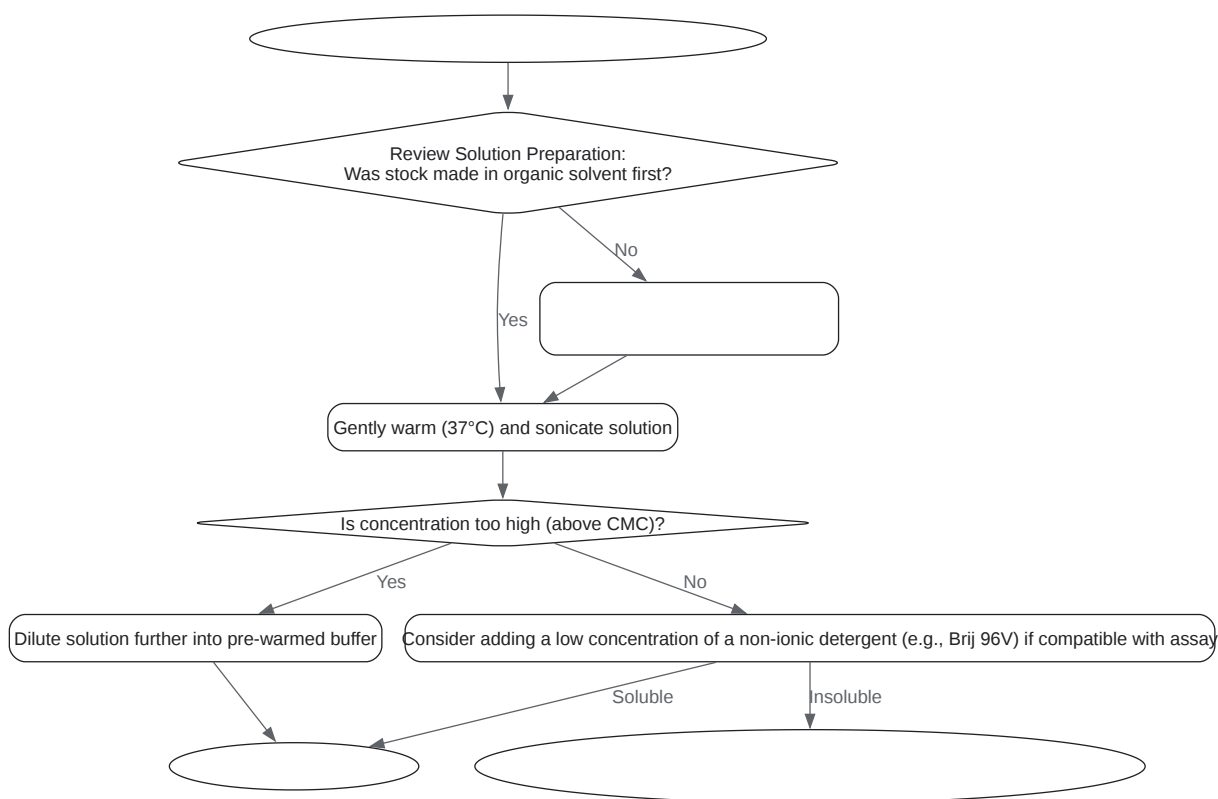 Review Solution Preparation:
Was stock made in organic solvent first?
No
Yes
Gently warm (37°C) and sonicate solution
Is concentration too high (above CMC)?
Yes
No
Dilute solution further into pre-warmed buffer
Consider adding a low concentration of a non-ionic detergent (e.g., Brij 96V) if compatible with assay
Soluble
Insoluble